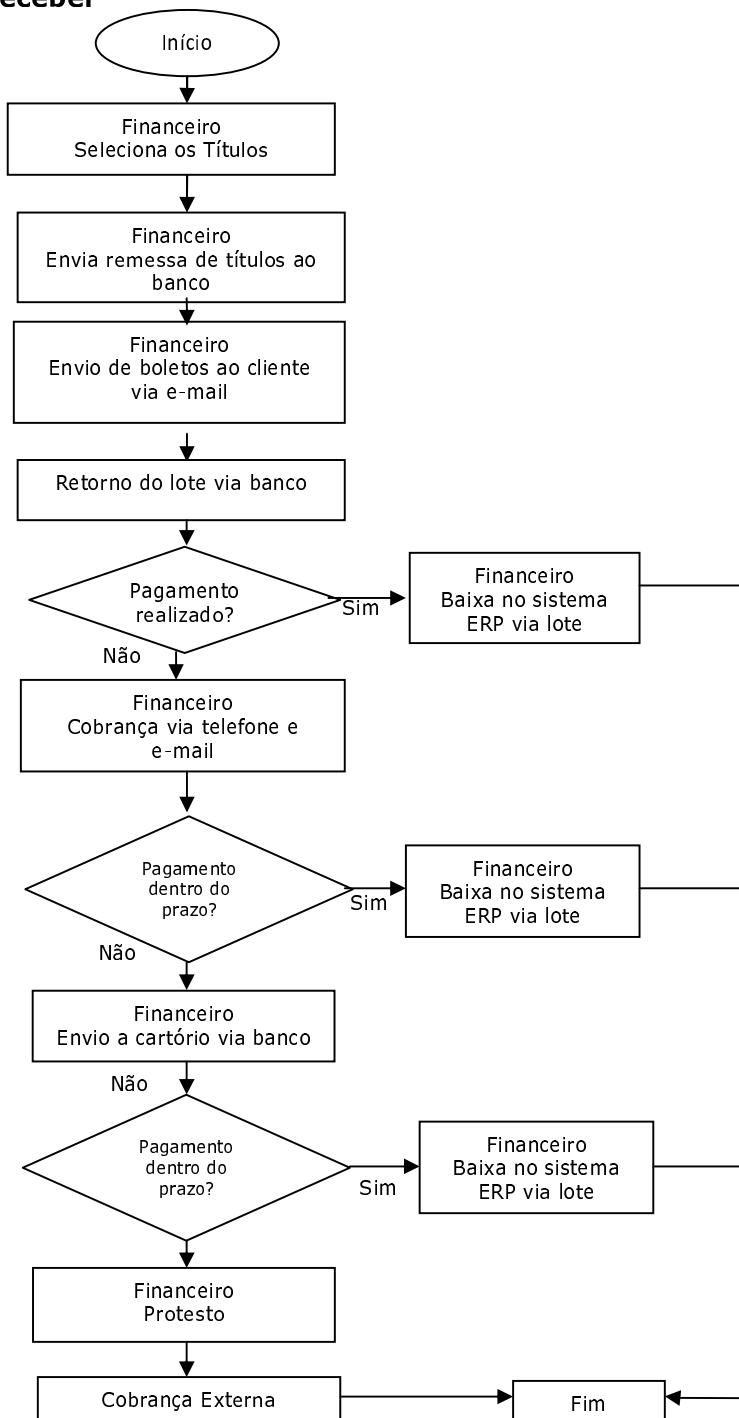 eceber
Início
Financeiro
Seleciona os Títulos
Financeiro
Envia remessa de títulos ao
banco
Financeiro
Envio de boletos ao cliente
via e-mail
Retorno do lote via banco
Pagamento
realizado?
Sim
Financeiro
Baixa no sistema
ERP via lote
Não
Financeiro
Cobrança via telefone e
e-mail
Pagamento
dentro do
prazo?
Sim
Financeiro
Baixa no sistema
ERP via lote
Não
Financeiro
Envio a cartório via banco
Não
Pagamento
dentro do
prazo?
Sim
Financeiro
Baixa no sistema
ERP via lote
Financeiro
Protesto
Cobrança Externa
Fim